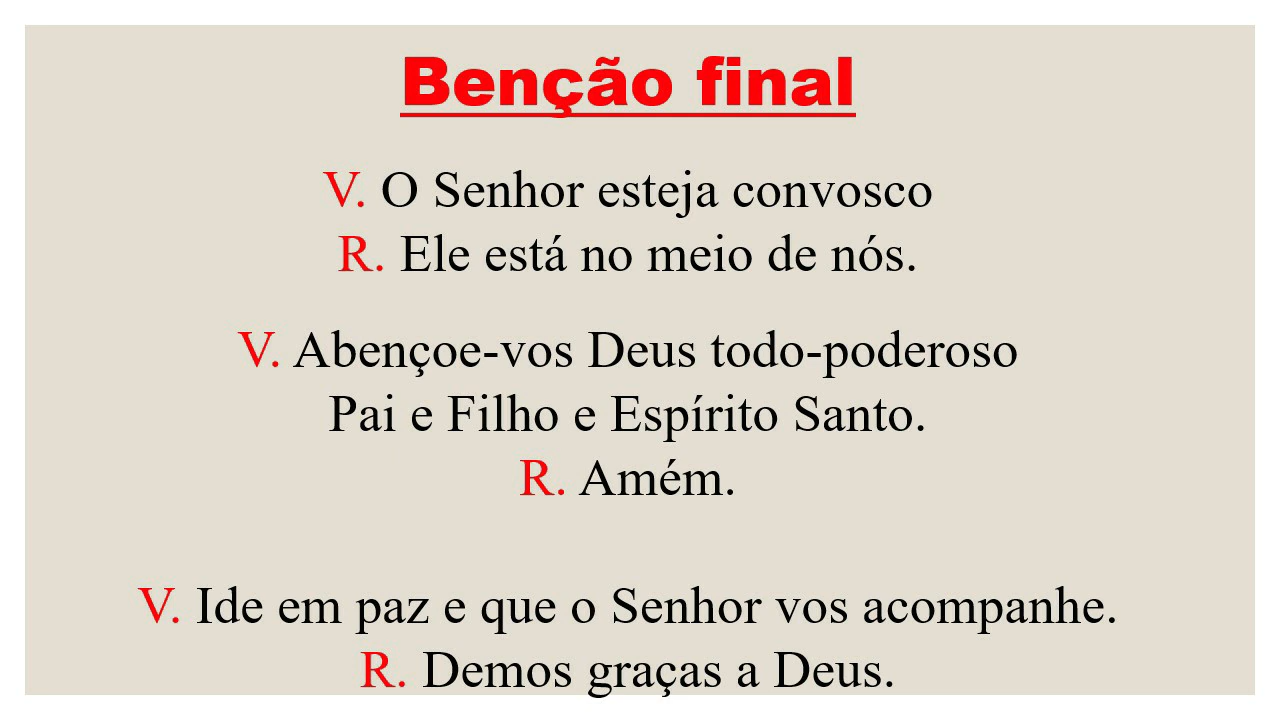 Benção final
V. O Senhor esteja convosco
R. Ele está no meio de nós.
V. Abençoe-vos Deus todo-poderoso
Pai e Filho e Espírito Santo.
R. Amém.
V. Ide em paz e que o Senhor vos acompanhe.
R. Demos graças a Deus.